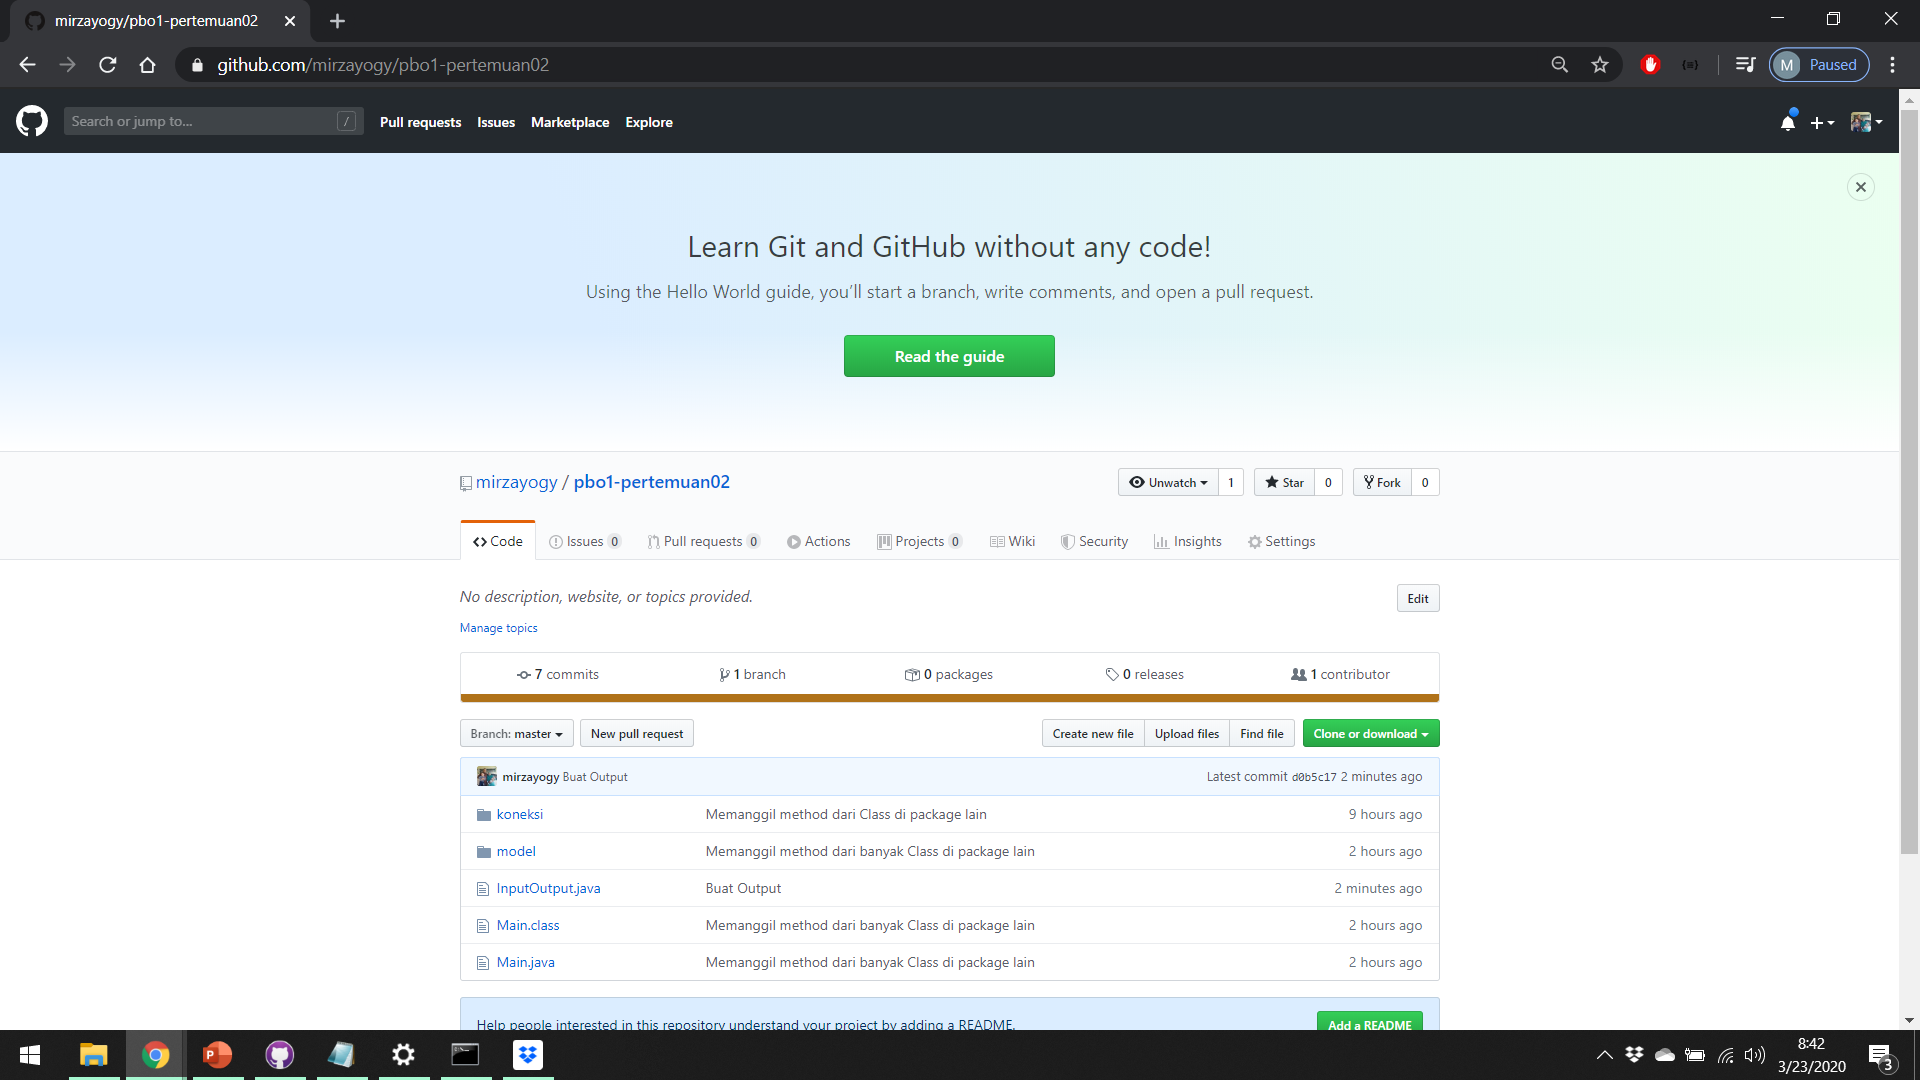 mirzayogy/pbo1-pertemuan02
github.com/mirzayogy/pbo1-pertemuan02
M Paused
Search or jump to... /
Pull requests Issues Marketplace Explore
Learn Git and GitHub without any code!
Using the Hello World guide, you’ll start a branch, write comments, and open a pull request.
Read the guide
mirzayogy / pbo1-pertemuan02
Unwatch 1 Star 0 Fork 0
Code Issues 0 Pull requests 0 Actions Projects 0 Wiki Security Insights Settings
No description, website, or topics provided.
Edit
Manage topics
7 commits 1 branch 0 packages 0 releases 1 contributor
Branch: master New pull request Create new file Upload files Find file Clone or download
mirzayogy Buat Output Latest commit d0b5c17 2 minutes ago
koneksi Memanggil method dari Class di package lain 9 hours ago
model Memanggil method dari banyak Class di package lain 2 hours ago
InputOutput.java Buat Output 2 minutes ago
Main.class Memanggil method dari banyak Class di package lain 2 hours ago
Main.java Memanggil method dari banyak Class di package lain 2 hours ago
Help people interested in this repository understand your project by adding a README. Add a README
8:42
3/23/2020
3